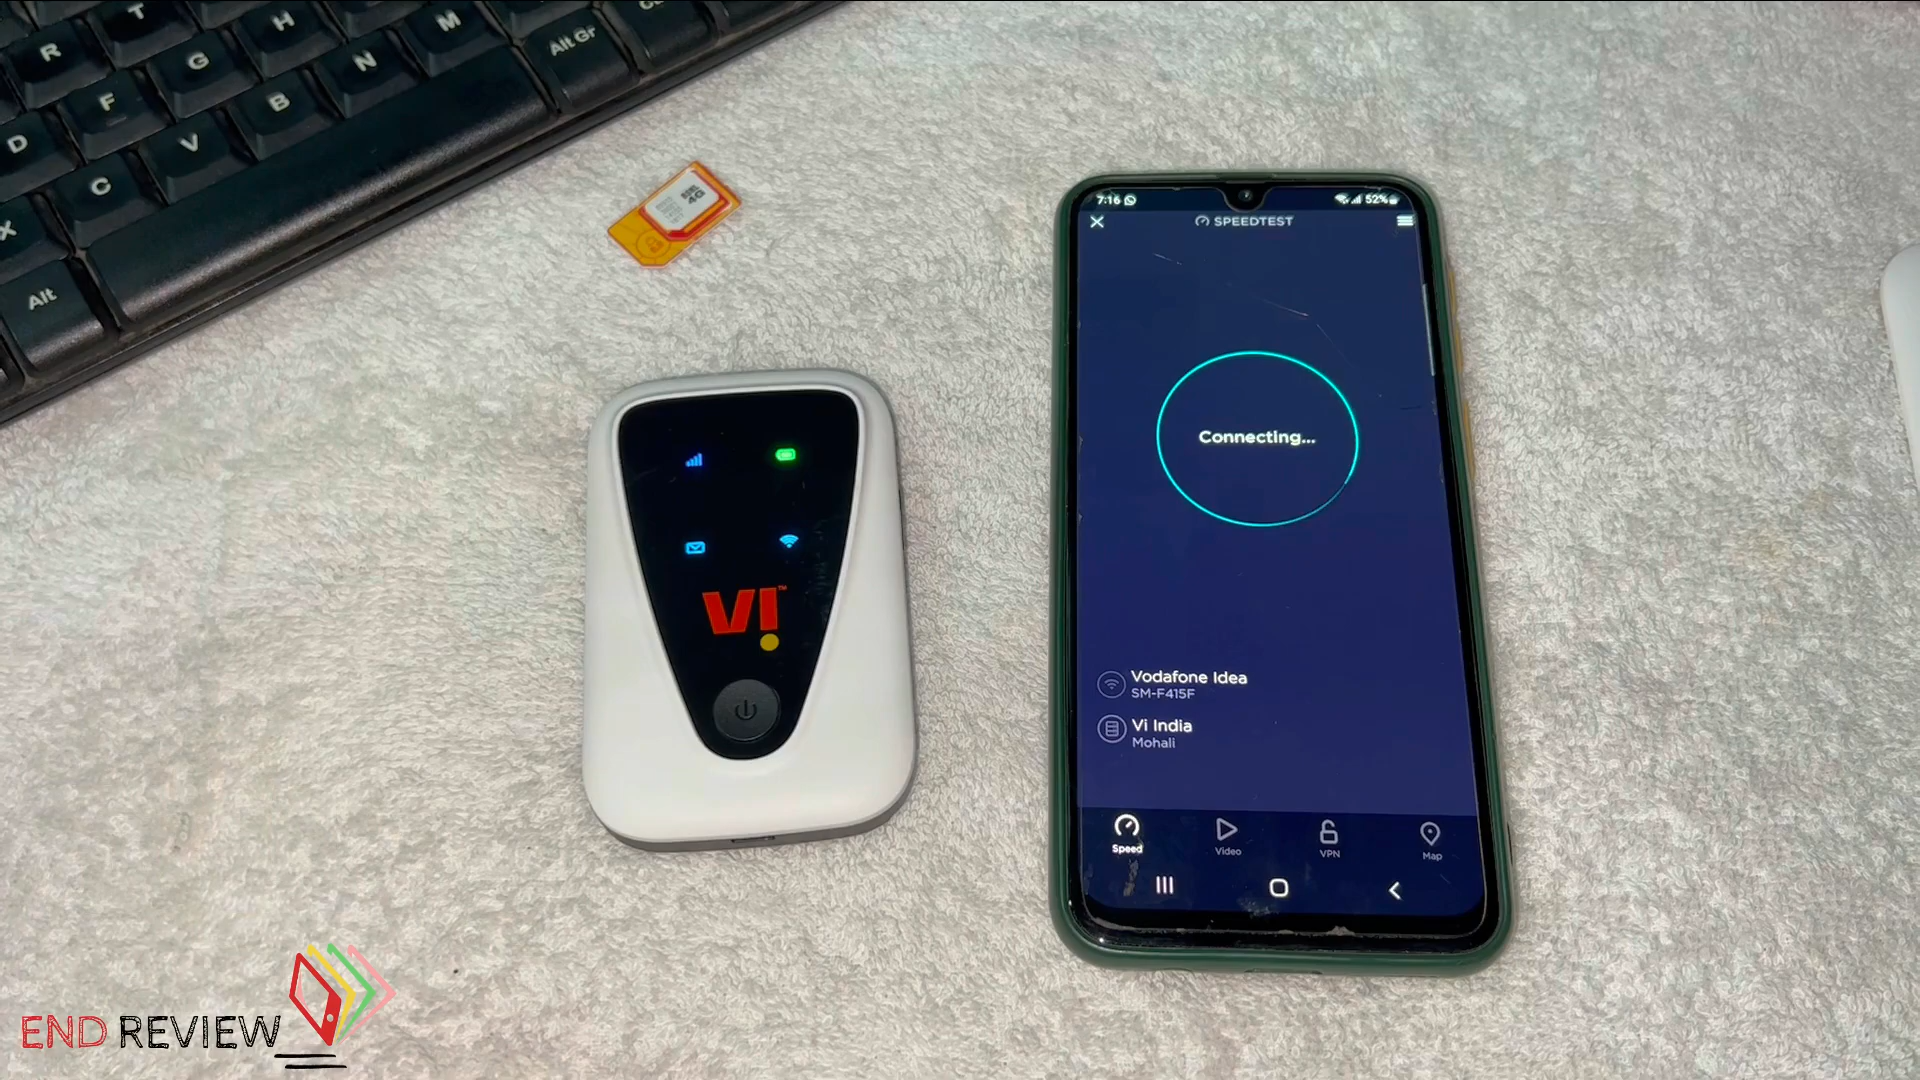 R
T
H
M
Alt Gr
G
N
F
B
D
V
C
X
Alt
4G
7:16
52%
SPEEDTEST
Connecting...
VI™
Vodafone Idea
SM-F415F
Vi India
Mohali
Speed
Video
VPN
Map
END REVIEW